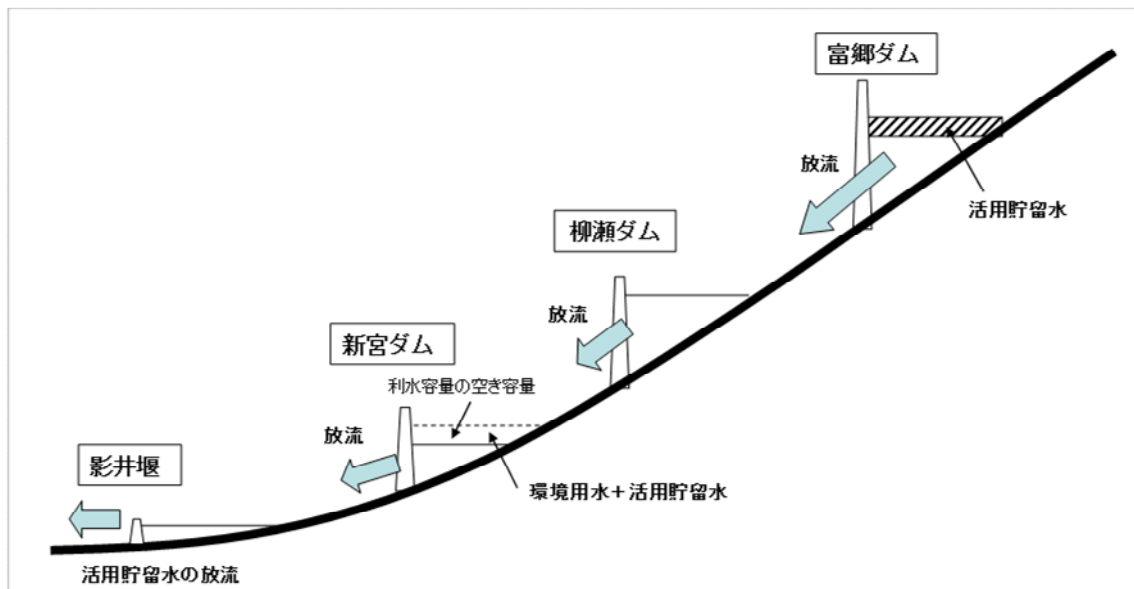 富郷ダム
放流
活用貯留水
柳瀬ダム
放流
新宮ダム
利水容量の空き容量
放流
環境用水＋活用貯留水
影井堰
活用貯留水の放流